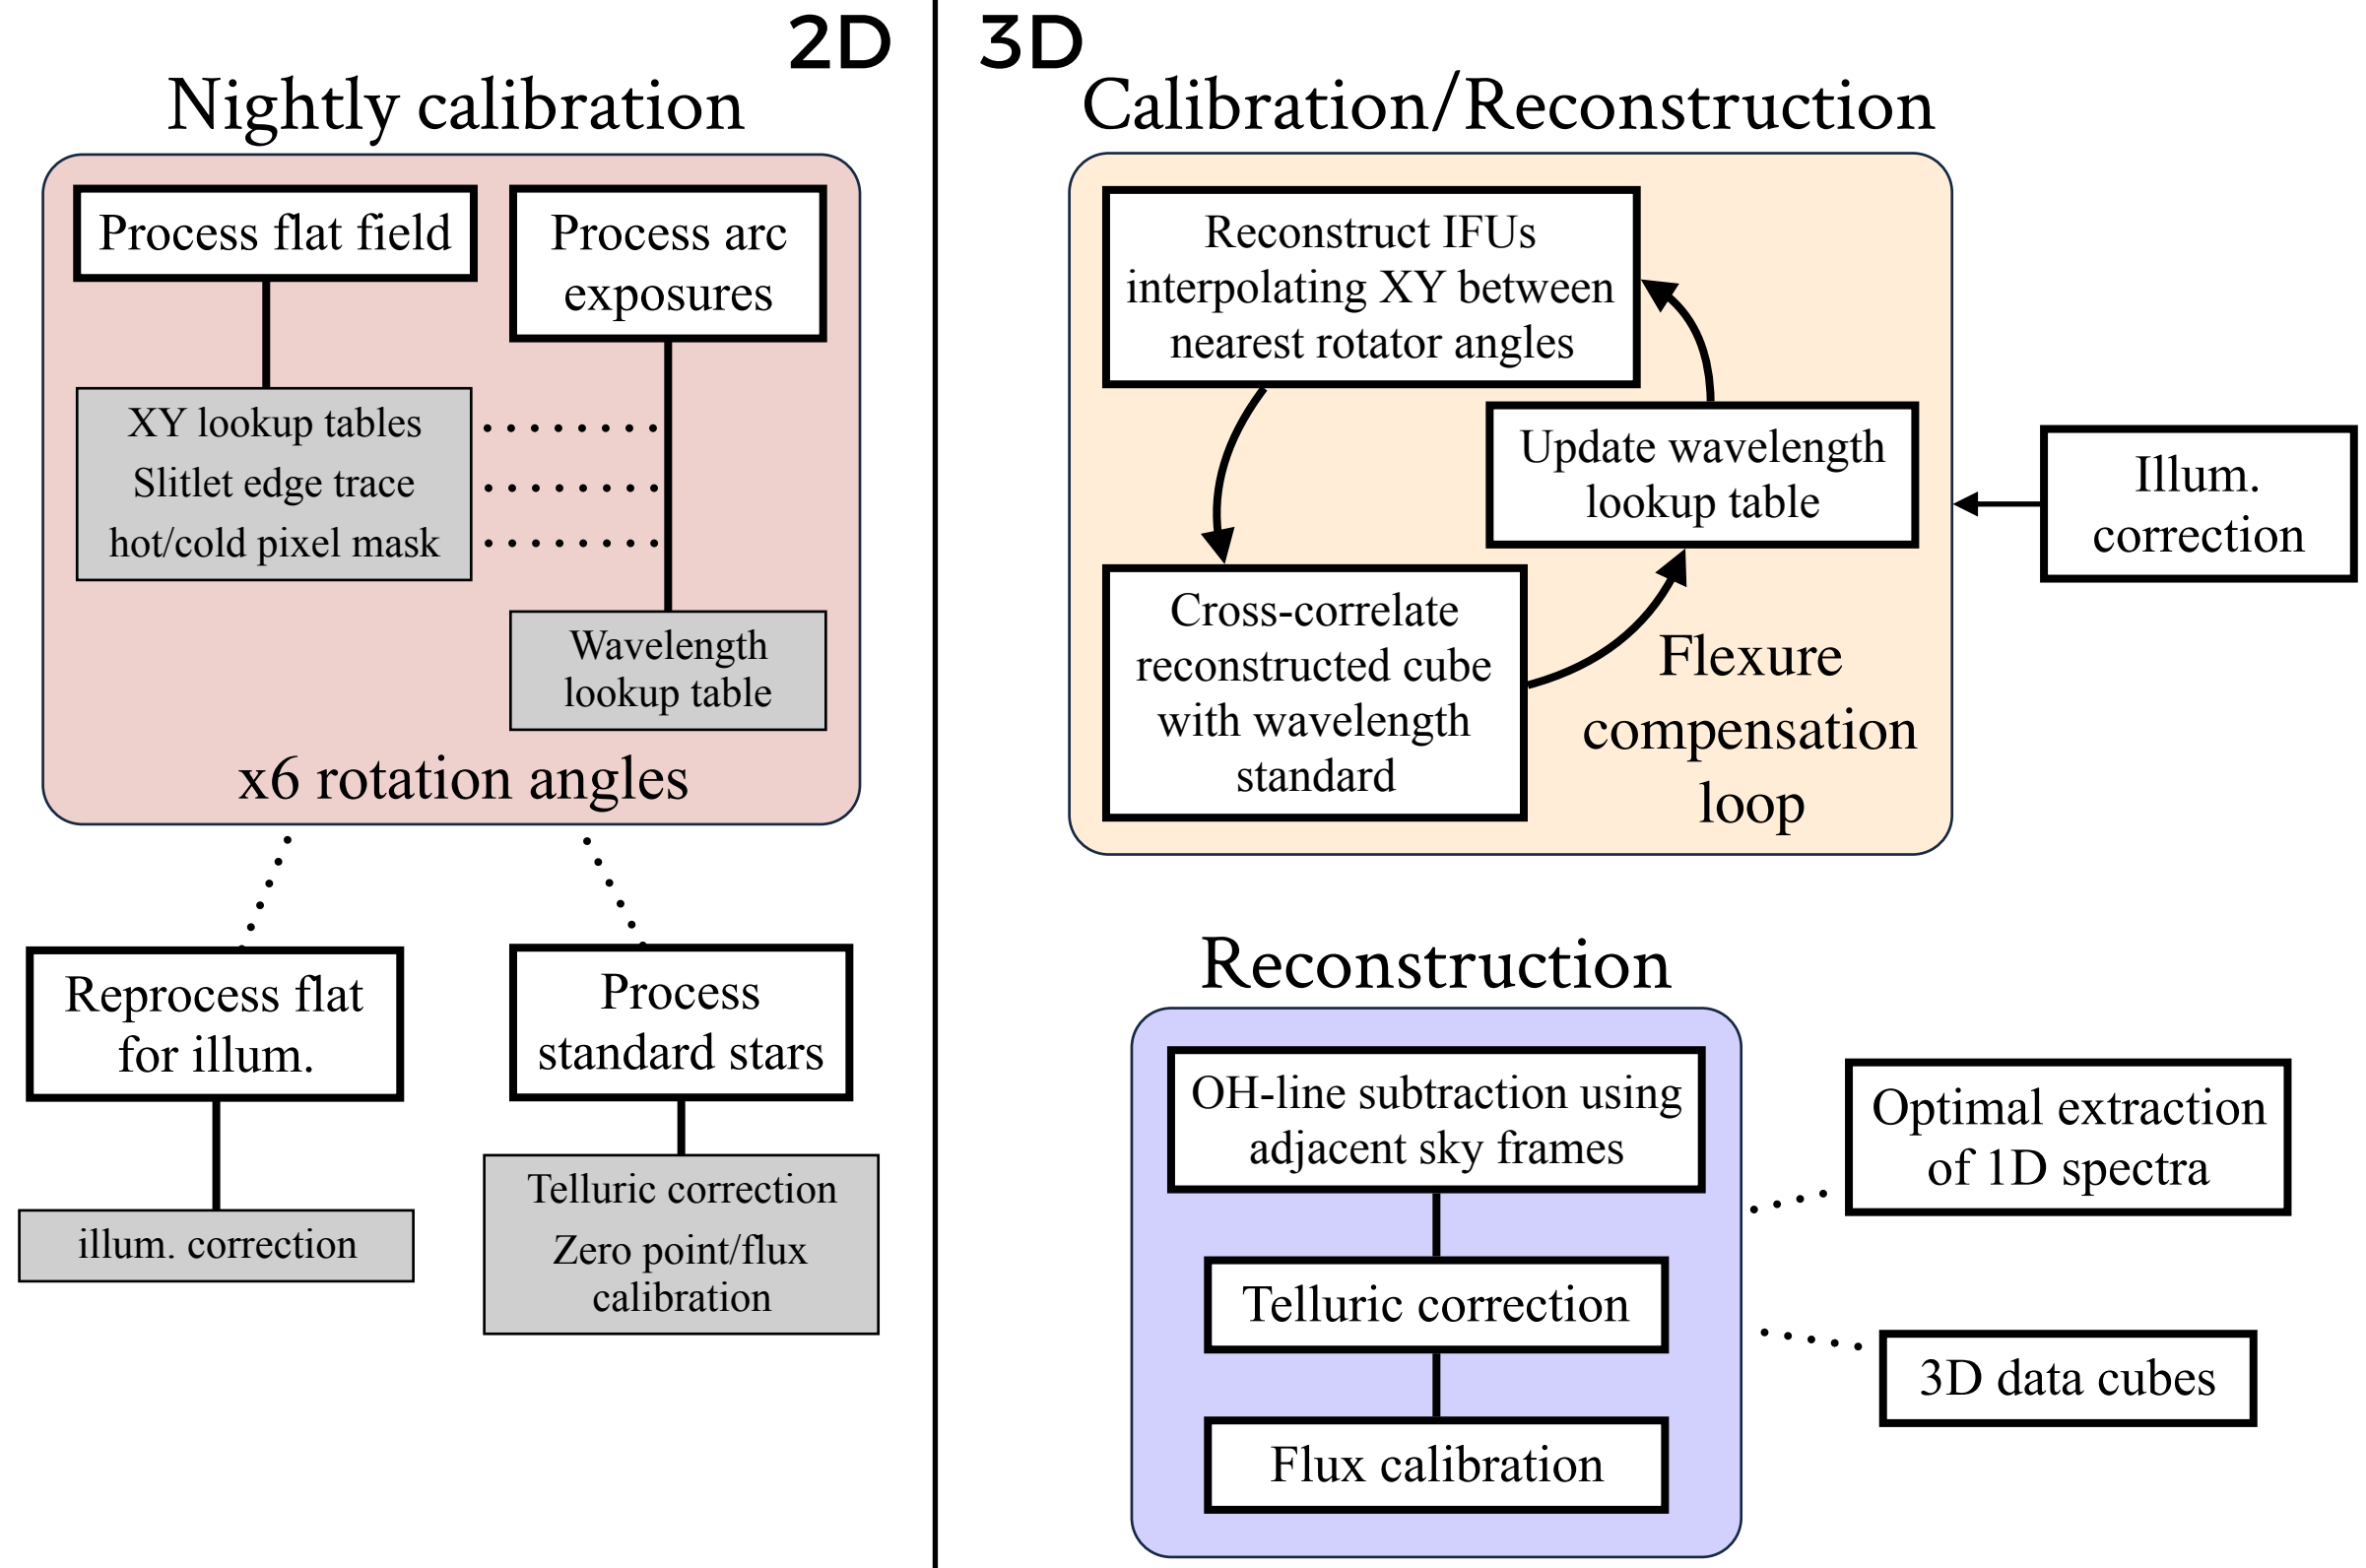 2D
Nightly calibration
Process flat field
Process arc
exposures
XY lookup tables
Slitlet edge trace
hot/cold pixel mask
Wavelength
lookup table
x6 rotation angles
Reprocess flat
for illum.
illum. correction
Process
standard stars
Telluric correction
Zero point/flux
calibration
3D
Calibration/Reconstruction
Reconstruct IFUs
interpolating XY between
nearest rotator angles
Update wavelength
lookup table
Cross-correlate
reconstructed cube
with wavelength
standard
Flexure
compensation
loop
Illum.
correction
Reconstruction
OH-line subtraction using
adjacent sky frames
Telluric correction
Flux calibration
Optimal extraction
of 1D spectra
3D data cubes